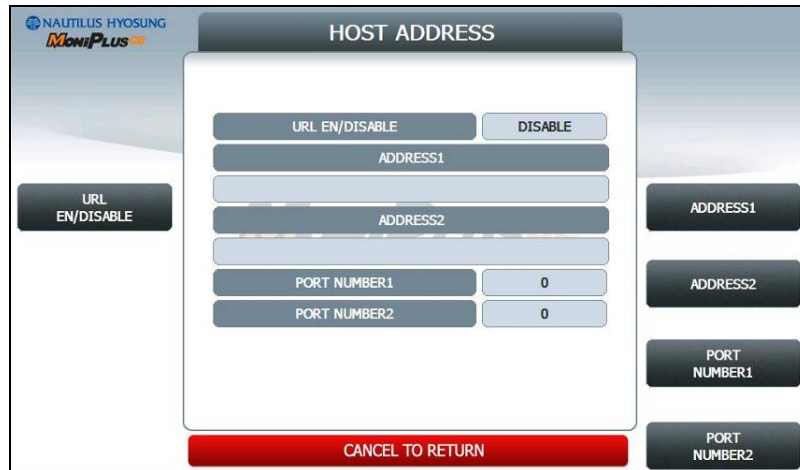 NAUTILUS HYOSUNG
MONIPLUSCE
HOST ADDRESS
URL EN/DISABLE
DISABLE
ADDRESS1
ADDRESS2
PORT NUMBER1
0
PORT NUMBER2
0
URL
EN/DISABLE
ADDRESS1
ADDRESS2
PORT
NUMBER1
PORT
NUMBER2
CANCEL TO RETURN